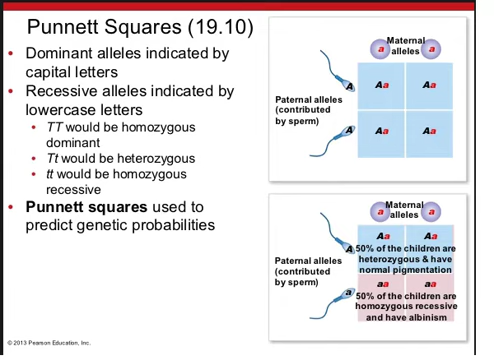 Punnett Squares (19.10)
• Dominant alleles indicated by
capital letters
• Recessive alleles indicated by
lowercase letters
• TT would be homozygous
dominant
• Tt would be heterozygous
• tt would be homozygous
recessive
• Punnett squares used to
predict genetic probabilities
© 2013 Pearson Education, Inc.
Maternal
alleles
a a
Paternal alleles
(contributed
by sperm)
A Aa Aa
A Aa Aa
Maternal
alleles
a a
Paternal alleles
(contributed
by sperm)
Aa Aa
A
50% of the children are
heterozygous & have
normal pigmentation
aa aa
a
50% of the children are
homozygous recessive
and have albinism